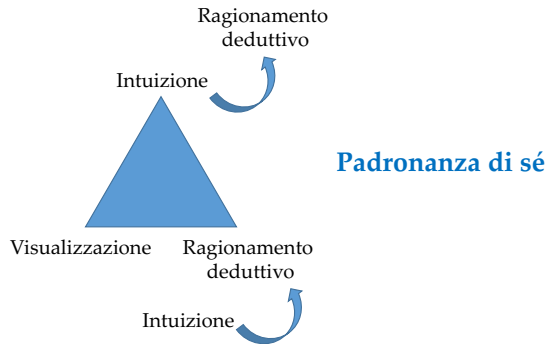 Ragionamento
deduttivo
Intuizione
Padronanza di sé
Visualizzazione
Ragionamento
deduttivo
Intuizione